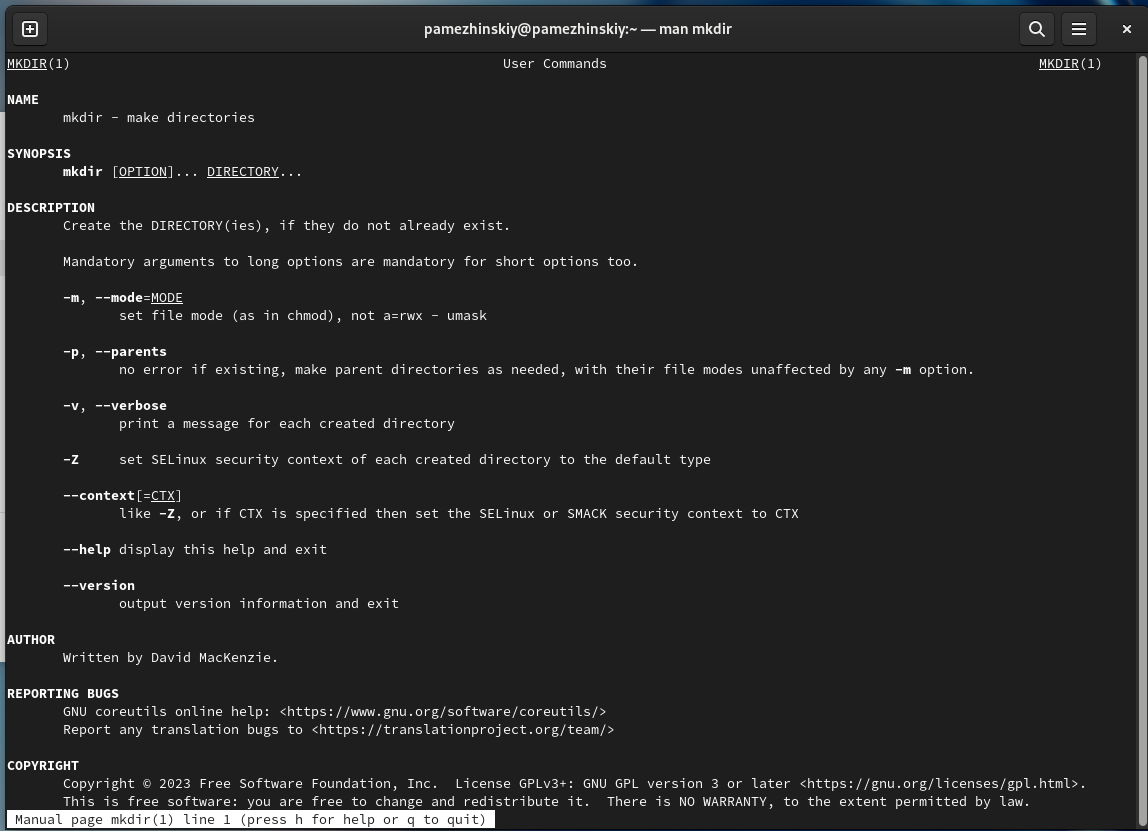 pamezhinskiy@pamezhinskiy:~ — man mkdir
MKDIR(1) User Commands MKDIR(1)
NAME
mkdir - make directories
SYNOPSIS
mkdir [OPTION]... DIRECTORY...
DESCRIPTION
Create the DIRECTORY(ies), if they do not already exist.
Mandatory arguments to long options are mandatory for short options too.
-m, --mode=MODE
set file mode (as in chmod), not a=rwx - umask
-p, --parents
no error if existing, make parent directories as needed, with their file modes unaffected by any -m option.
-v, --verbose
print a message for each created directory
-Z set SELinux security context of each created directory to the default type
--context[=CTX]
like -Z, or if CTX is specified then set the SELinux or SMACK security context to CTX
--help display this help and exit
--version
output version information and exit
AUTHOR
Written by David MacKenzie.
REPORTING BUGS
GNU coreutils online help: <https://www.gnu.org/software/coreutils/>
Report any translation bugs to <https://translationproject.org/team/>
COPYRIGHT
Copyright © 2023 Free Software Foundation, Inc. License GPLv3+: GNU GPL version 3 or later <https://gnu.org/licenses/gpl.html>.
This is free software: you are free to change and redistribute it. There is NO WARRANTY, to the extent permitted by law.
Manual page mkdir(1) line 1 (press h for help or q to quit)